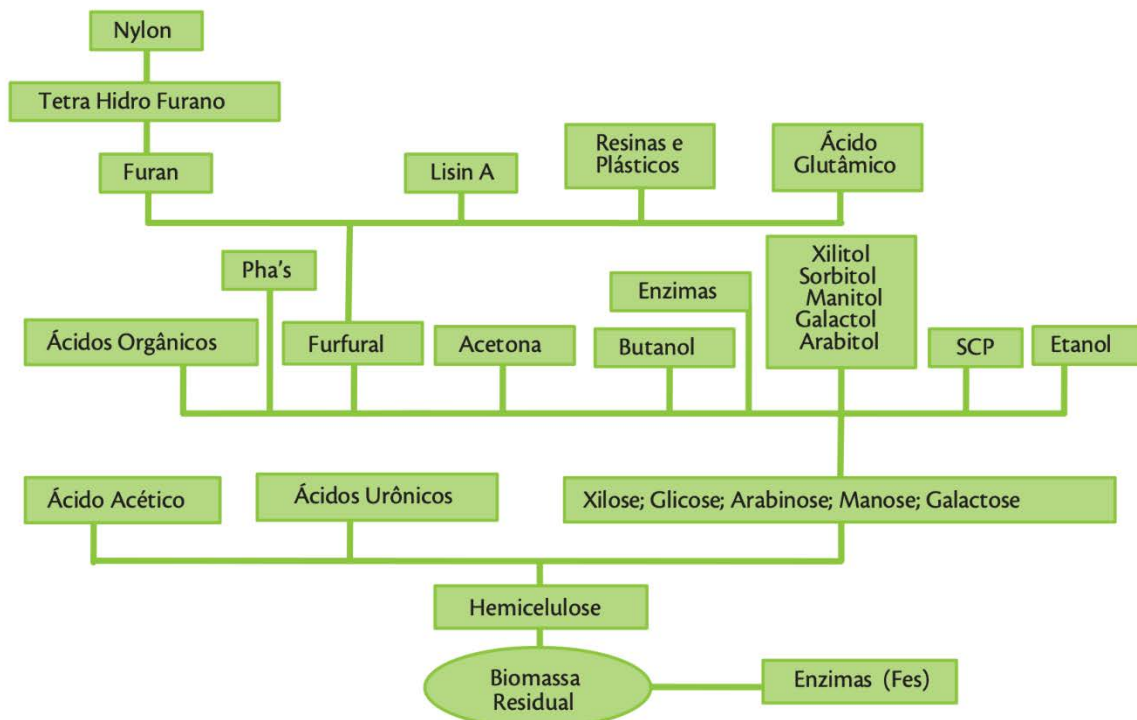 Nylon
Tetra Hidro Furano
Furan
Lisin A
Resinas e
Plásticos
Ácido
Glutâmico
Pha's
Enzimas
Xilitol
Sorbitol
Manitol
Galactol
Arabitol
Ácidos Orgânicos
Furfural
Acetona
Butanol
SCP
Etanol
Ácido Acético
Ácidos Urônicos
Xilose; Glicose; Arabinose; Manose; Galactose
Hemicelulose
Biomassa
Residual
Enzimas (Fes)